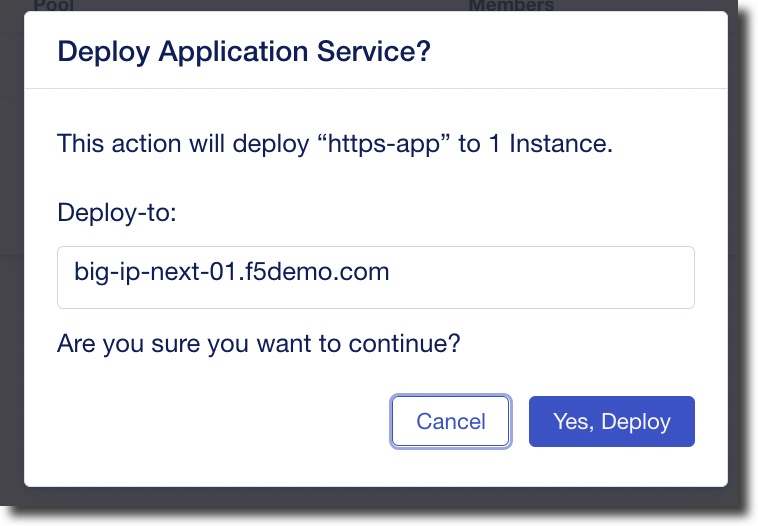 Pool Members
Deploy Application Service?
This action will deploy “https-app” to 1 Instance.
Deploy-to:
big-ip-next-01.f5demo.com
Are you sure you want to continue?
Cancel Yes, Deploy